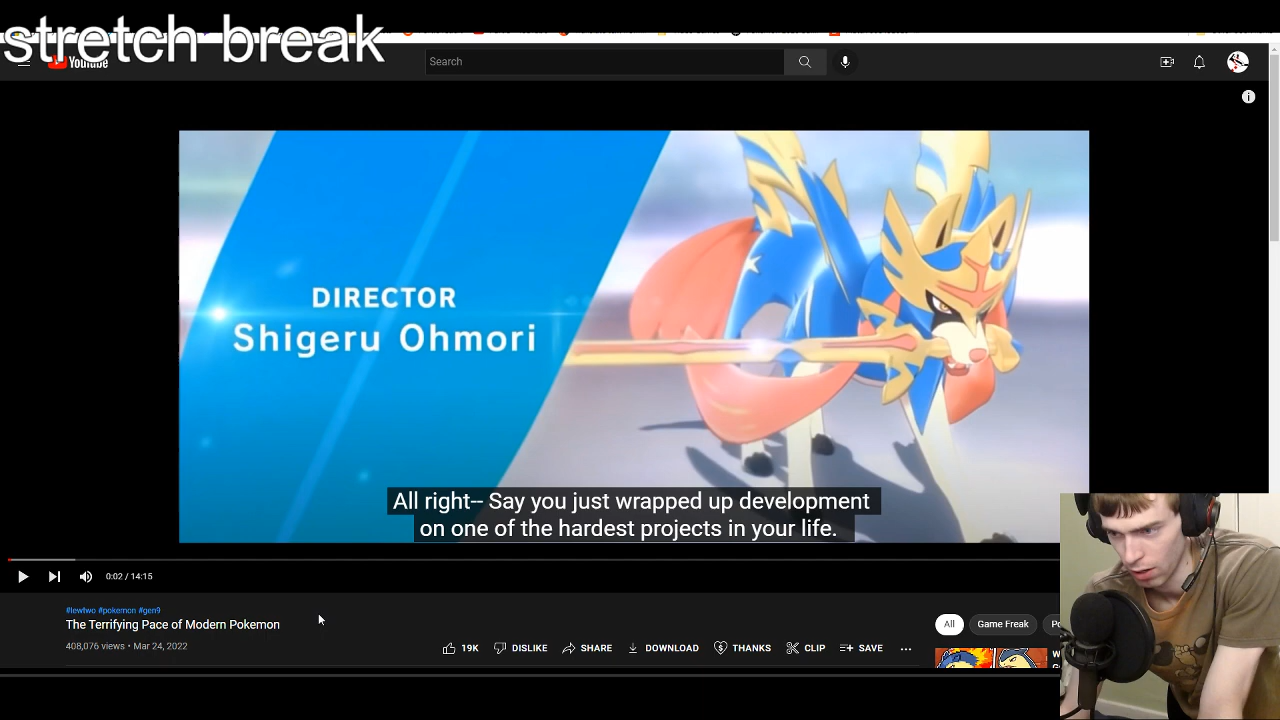 stretch break
YouTube
Search
DIRECTOR
Shigeru Ohmori
All right-- Say you just wrapped up development
on one of the hardest projects in your life.
0:02 / 14:15
#lewtwo #pokemon #gen9
The Terrifying Pace of Modern Pokemon
408,076 views • Mar 24, 2022
19K
DISLIKE
SHARE
DOWNLOAD
THANKS
CLIP
SAVE
All
Game Freak